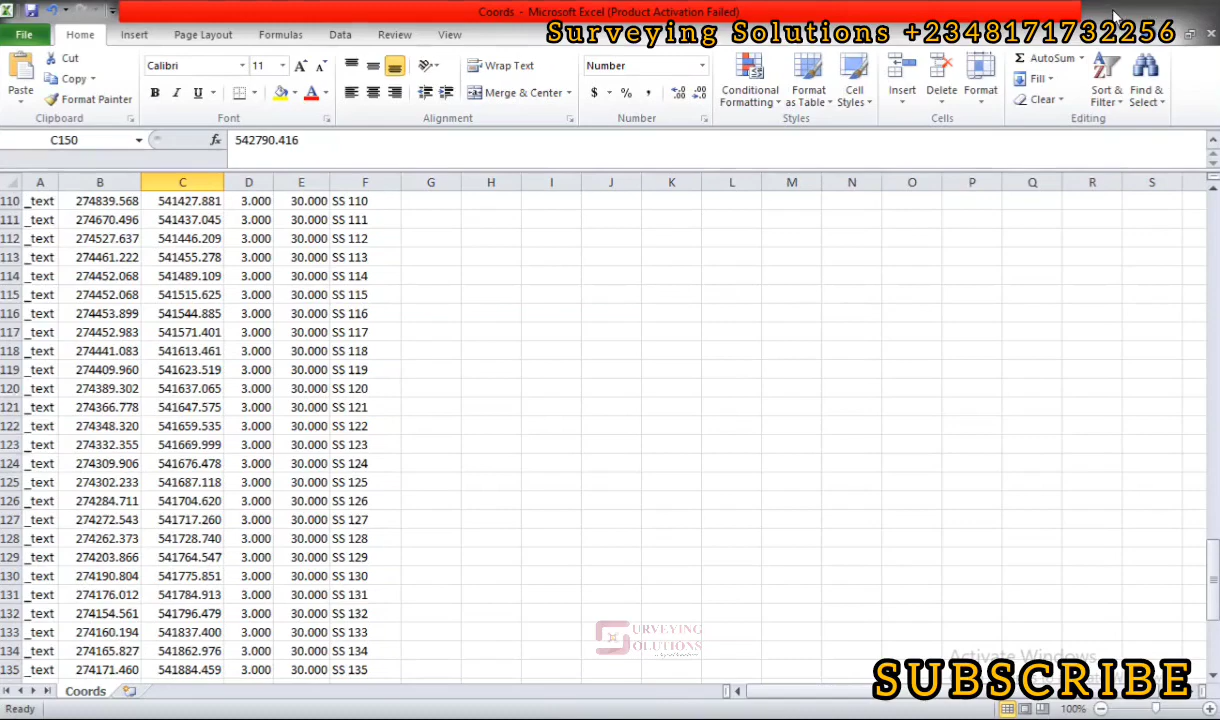 Coords - Microsoft Excel (Product Activation Failed)
File Home Insert Page Layout Formulas Data Review View
Surveying Solutions +2348171732256
Cut
Copy
Format Painter
Paste
Clipboard
Calibri 11
B I U
Font
Wrap Text
Merge & Center
Alignment
Number
$ % ,
Number
Conditional Formatting
Format as Table
Cell Styles
Styles
Insert Delete Format
Cells
Σ AutoSum
Fill
Clear
Sort & Filter
Find & Select
Editing
C150 fx 542790.416
A B C D E F G H I J K L M N O P Q R S
110 _text 274839.568 541427.881 3.000 30.000 SS 110
111 _text 274670.496 541437.045 3.000 30.000 SS 111
112 _text 274527.637 541446.209 3.000 30.000 SS 112
113 _text 274461.222 541455.278 3.000 30.000 SS 113
114 _text 274452.068 541489.109 3.000 30.000 SS 114
115 _text 274452.068 541515.625 3.000 30.000 SS 115
116 _text 274453.899 541544.885 3.000 30.000 SS 116
117 _text 274452.983 541571.401 3.000 30.000 SS 117
118 _text 274441.083 541613.461 3.000 30.000 SS 118
119 _text 274409.960 541623.519 3.000 30.000 SS 119
120 _text 274389.302 541637.065 3.000 30.000 SS 120
121 _text 274366.778 541647.575 3.000 30.000 SS 121
122 _text 274348.320 541659.535 3.000 30.000 SS 122
123 _text 274332.355 541669.999 3.000 30.000 SS 123
124 _text 274309.906 541676.478 3.000 30.000 SS 124
125 _text 274302.233 541687.118 3.000 30.000 SS 125
126 _text 274284.711 541704.620 3.000 30.000 SS 126
127 _text 274272.543 541717.260 3.000 30.000 SS 127
128 _text 274262.373 541728.740 3.000 30.000 SS 128
129 _text 274203.866 541764.547 3.000 30.000 SS 129
130 _text 274190.804 541775.851 3.000 30.000 SS 130
131 _text 274176.012 541784.913 3.000 30.000 SS 131
132 _text 274154.561 541796.479 3.000 30.000 SS 132
133 _text 274160.194 541837.400 3.000 30.000 SS 133
134 _text 274165.827 541862.976 3.000 30.000 SS 134
135 _text 274171.460 541884.459 3.000 30.000 SS 135
SURVEYING
SOLUTIONS
Activate Windows
SUBSCRIBE
Coords
Ready
100%